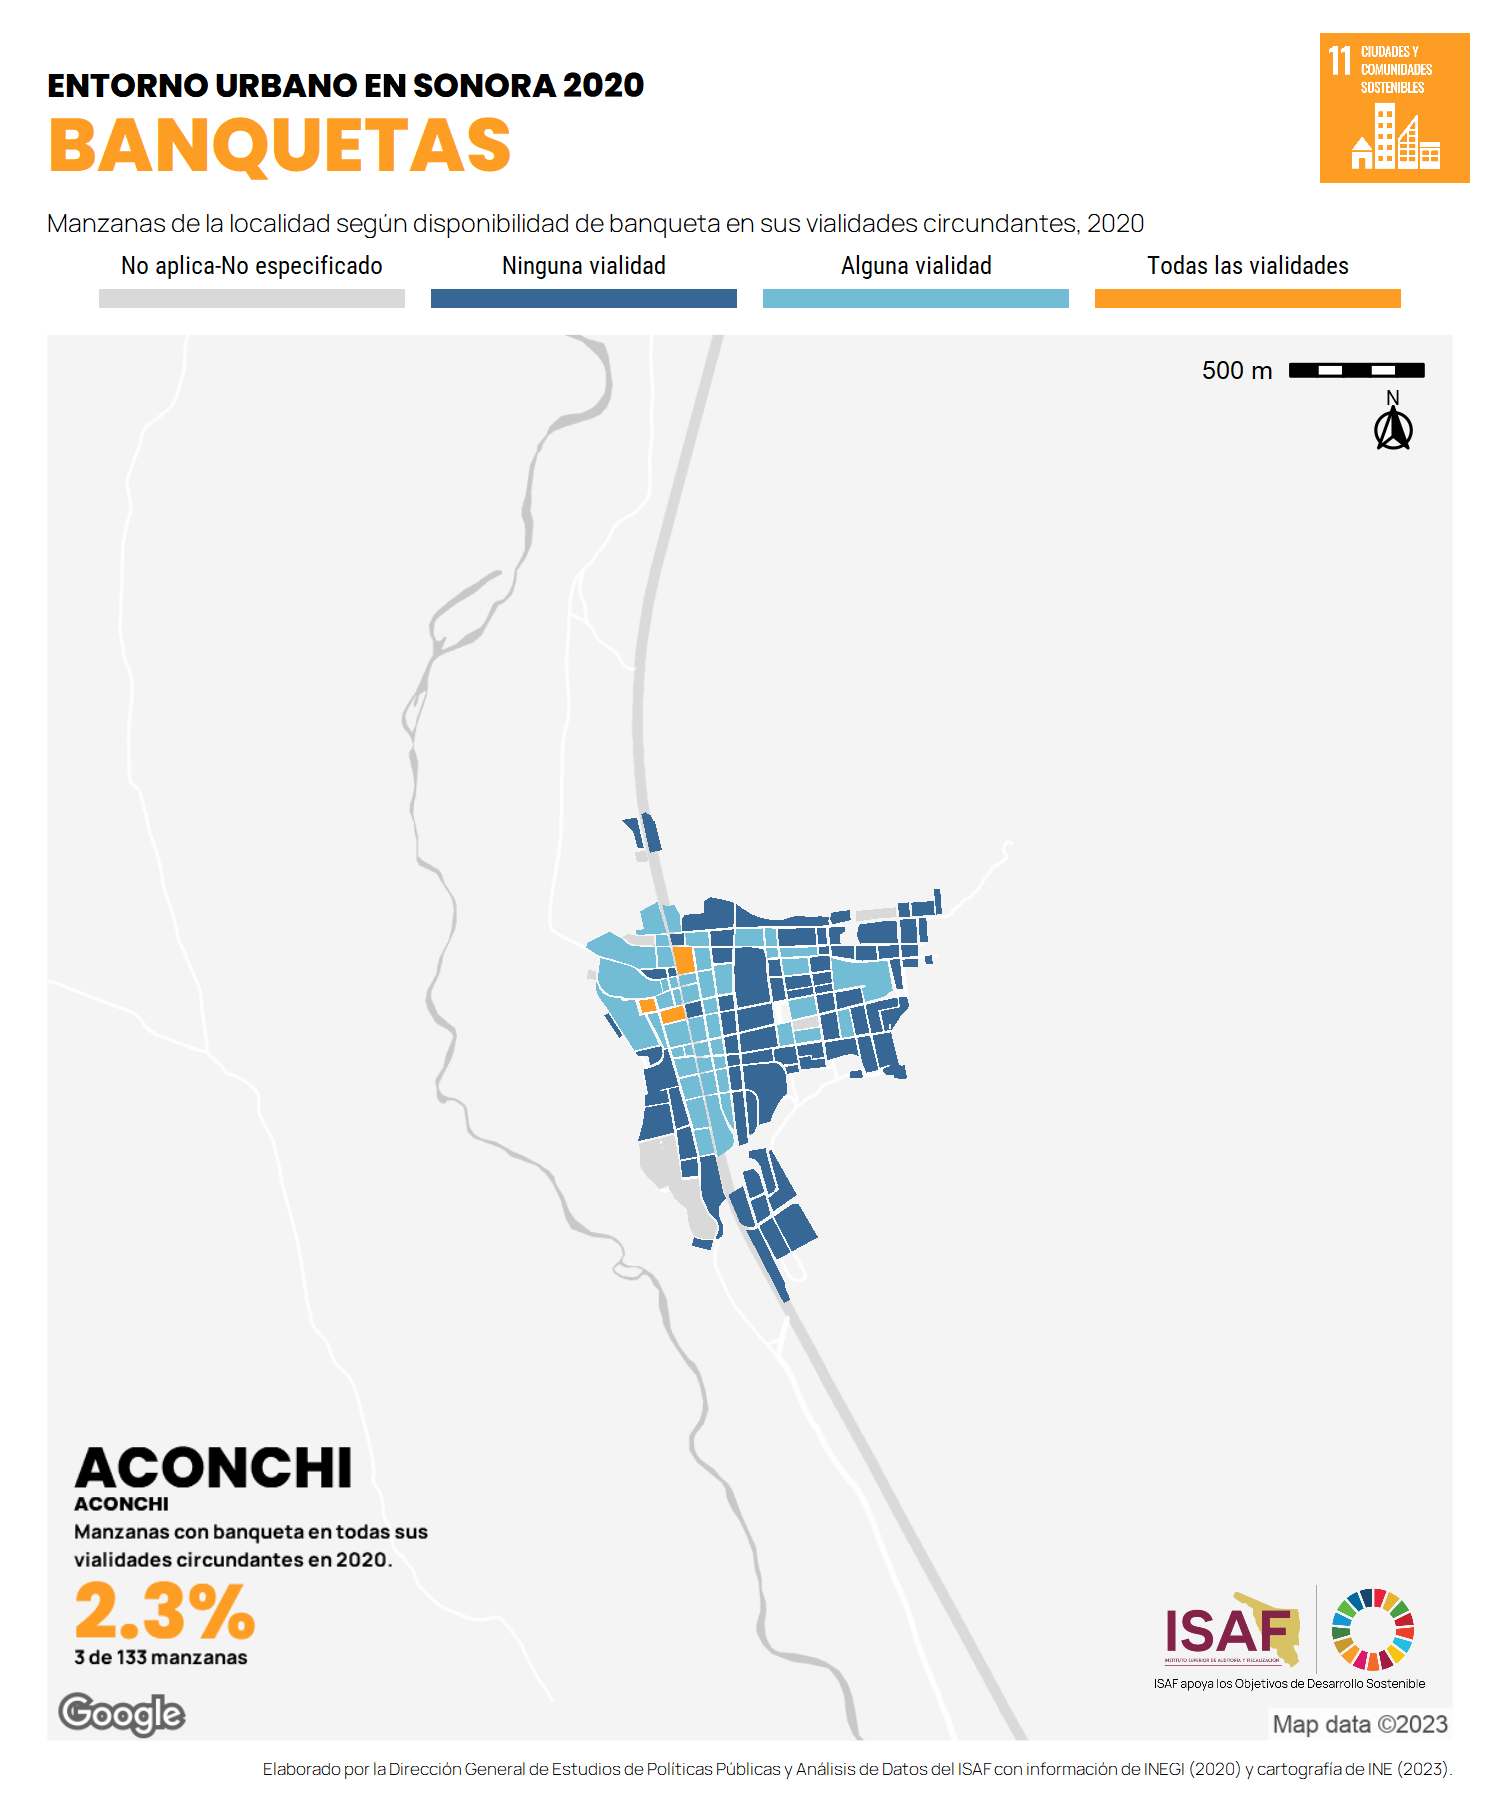 ENTORNO URBANO EN SONORA 2020
BANQUETAS
11 CIUDADES Y
COMUNIDADES
SOSTENIBLES
Manzanas de la localidad según disponibilidad de banqueta en sus vialidades circundantes, 2020
No aplica-No especificado Ninguna vialidad Alguna vialidad Todas las vialidades
500 m
N
ACONCHI
ACONCHI
Manzanas con banqueta en todas sus
vialidades circundantes en 2020.
2.3%
3 de 133 manzanas
Google
ISAF
INSTITUTO SUPERIOR DE AUDITORÍA Y FISCALIZACIÓN
ISAF apoya los Objetivos de Desarrollo Sostenible
Map data ©2023
Elaborado por la Dirección General de Estudios de Políticas Públicas y Análisis de Datos del ISAF con información de INEGI (2020) y cartografía de INE (2023).